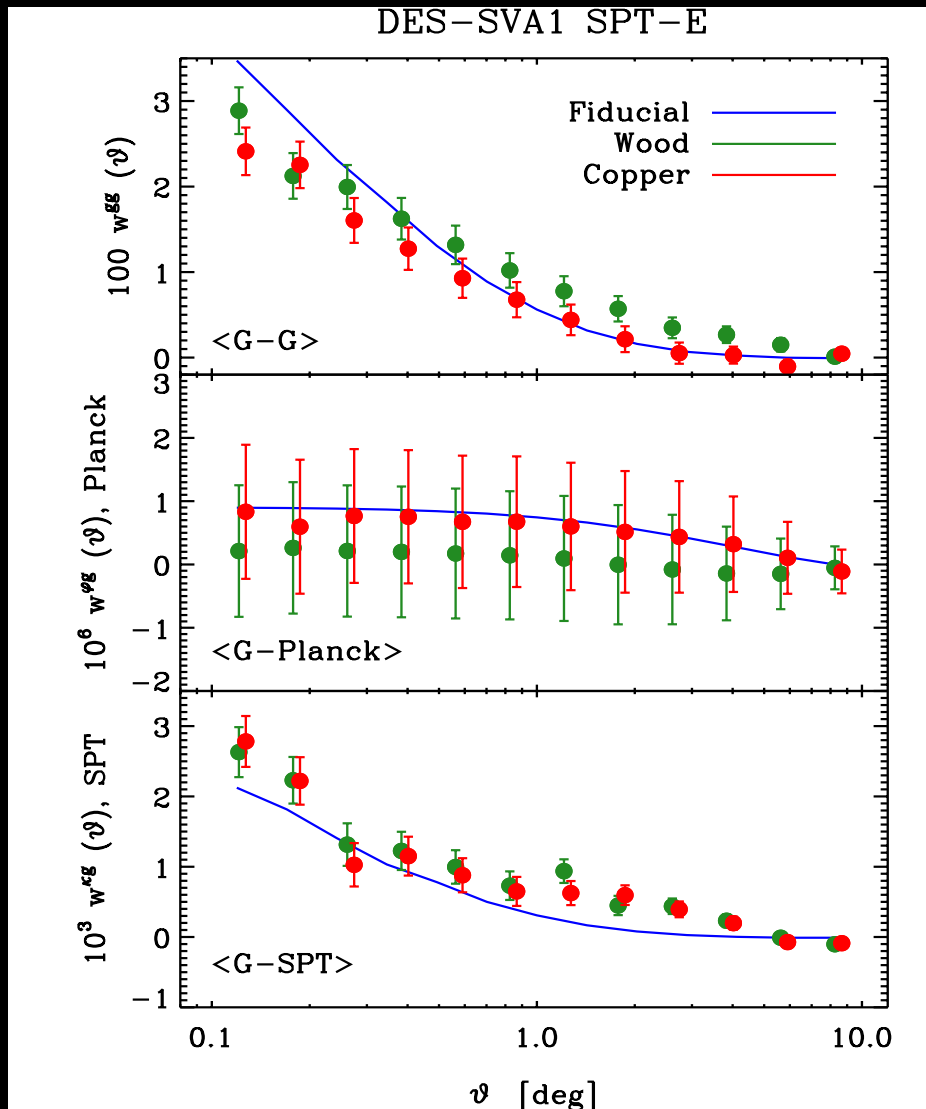 DES-SVA1 SPT-E
100 w^gg (ϑ)
3
2
1
0
Fiducial
Wood
Copper
<G-G>
10^6 w^φg (ϑ), Planck
3
2
1
0
-1
-2
<G-Planck>
10^3 w^κg (ϑ), SPT
3
2
1
0
-1
<G-SPT>
0.1 1.0 10.0
ϑ [deg]